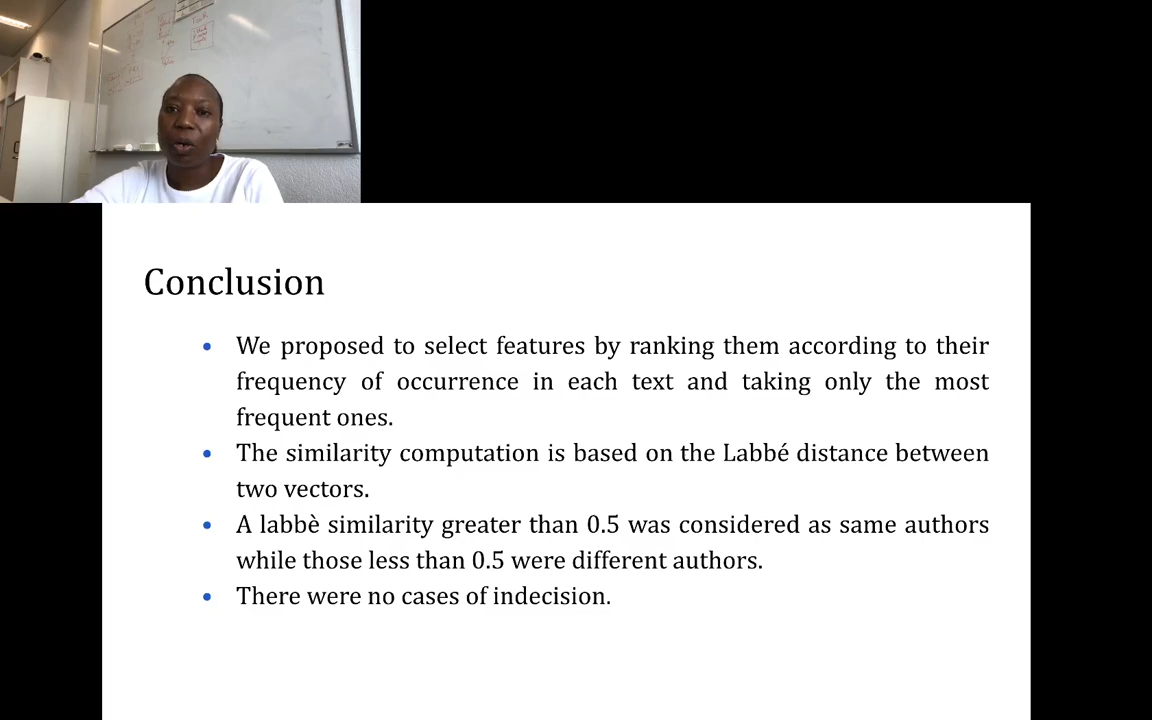 Conclusion
• We proposed to select features by ranking them according to their
frequency of occurrence in each text and taking only the most
frequent ones.
• The similarity computation is based on the Labbé distance between
two vectors.
• A labbè similarity greater than 0.5 was considered as same authors
while those less than 0.5 were different authors.
• There were no cases of indecision.